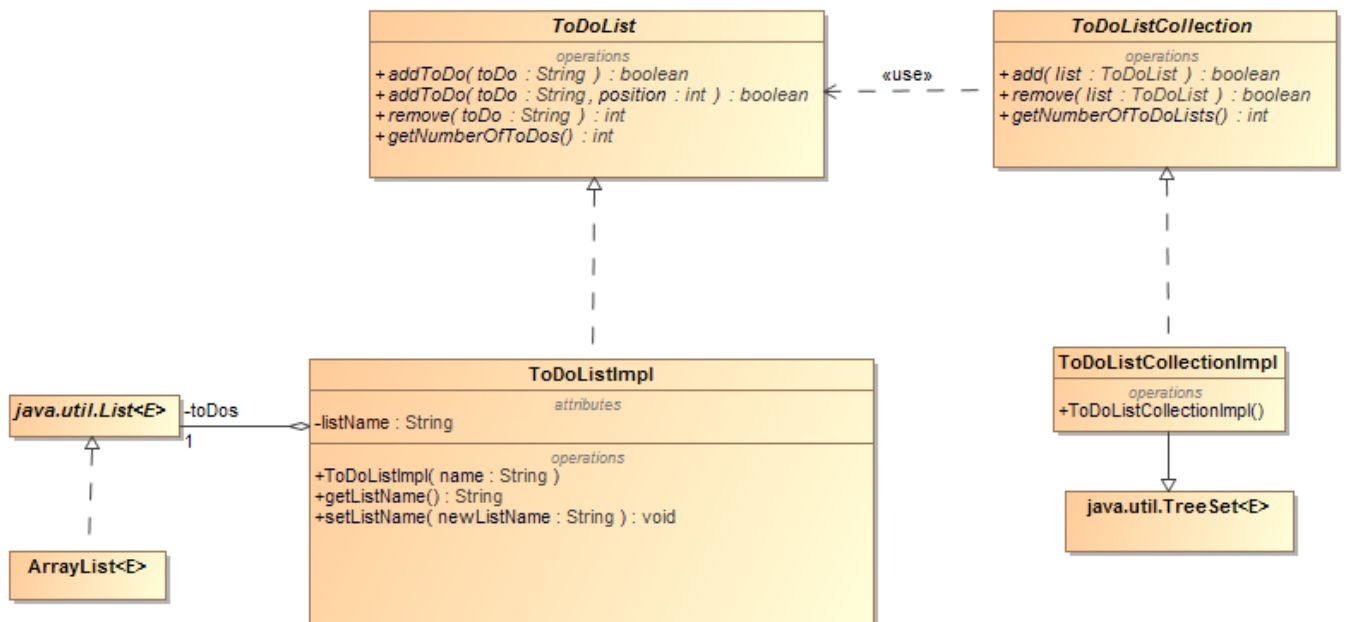 ToDoList
operations
+addToDo( toDo : String ) : boolean
+addToDo( toDo : String, position : int ) : boolean
+remove( toDo : String ) : int
+getNumberOfToDos() : int
«use»
ToDoListCollection
operations
+add( list : ToDoList ) : boolean
+remove( list : ToDoList ) : boolean
+getNumberOfToDoLists() : int
java.util.List<E>
-toDos
1
ArrayList<E>
ToDoListImpl
attributes
-listName : String
operations
+ToDoListImpl( name : String )
+getListName() : String
+setListName( newListName : String ) : void
ToDoListCollectionImpl
operations
+ToDoListCollectionImpl()
java.util.TreeSet<E>